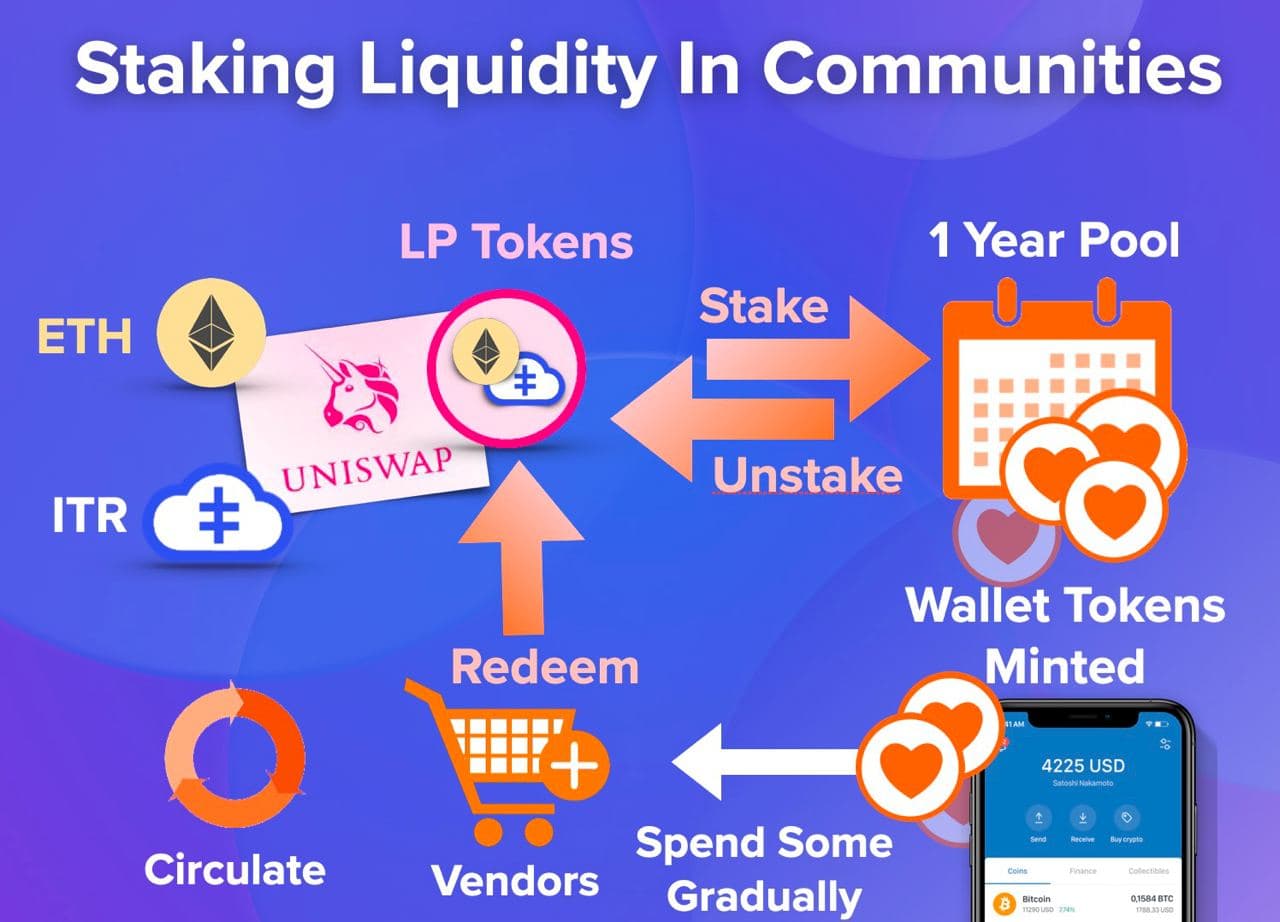 Staking Liquidity In Communities
LP Tokens
1 Year Pool
ETH
Stake
UNISWAP
Unstake
ITR
Wallet Tokens
Minted
Redeem
41 AM
4225 USD
Satoshi Nakamoto
Send
Receive
Buy crypto
Spend Some
Gradually
Circulate
Vendors
Coins
Finance
Collectibles
Bitcoin
0,1584 BTC
11290 USD 7.74%
1788.33 USD